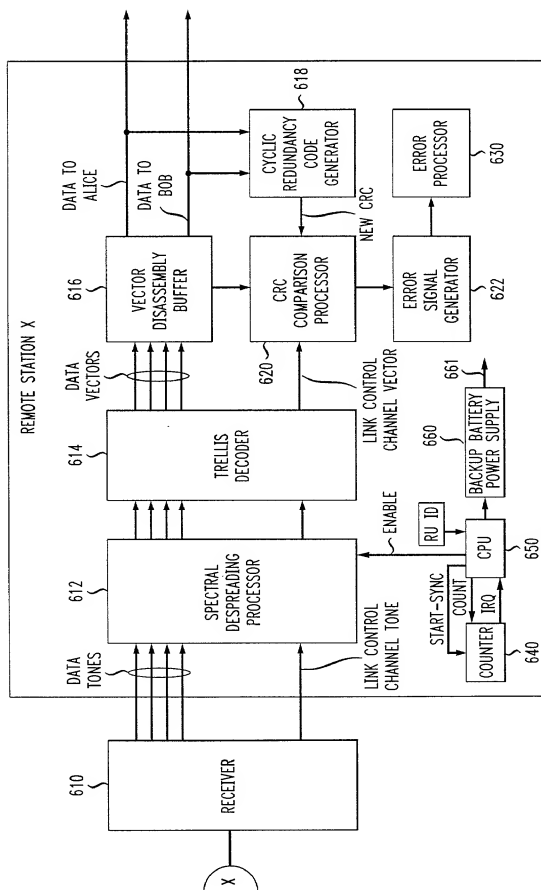 REMOTE STATION X
X
610
RECEIVER
DATA
TONES
LINK CONTROL
CHANNEL TONE
612
SPECTRAL
DESPREADING
PROCESSOR
614
TRELLIS
DECODER
DATA
VECTORS
LINK CONTROL
CHANNEL VECTOR
616
VECTOR
DISASSEMBLY
BUFFER
DATA TO
ALICE
DATA TO
BOB
618
CYCLIC
REDUNDANCY
CODE
GENERATOR
NEW CRC
620
CRC
COMPARISON
PROCESSOR
622
ERROR
SIGNAL
GENERATOR
630
ERROR
PROCESSOR
ENABLE
RU ID
START-SYNC
COUNT
IRQ
COUNTER
640
CPU
650
660
BACKUP BATTERY
POWER SUPPLY
661